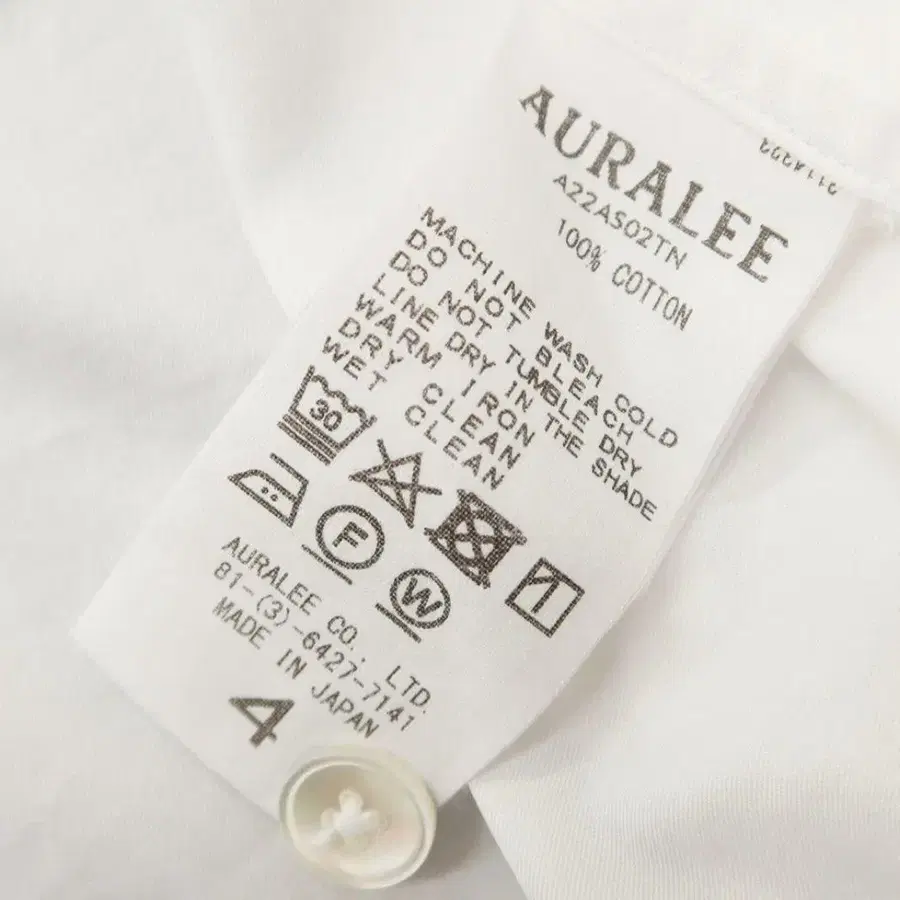 AURALEE
A22AS02TN
100% COTTON
MACHINE WASH COLD
DO NOT BLEACH
DO NOT TUMBLE DRY
LINE DRY IN THE SHADE
WARM IRON
DRY CLEAN
WET CLEAN
30
F
W
AURALEE CO., LTD.
81-(3)-6427-7141
MADE IN JAPAN
4